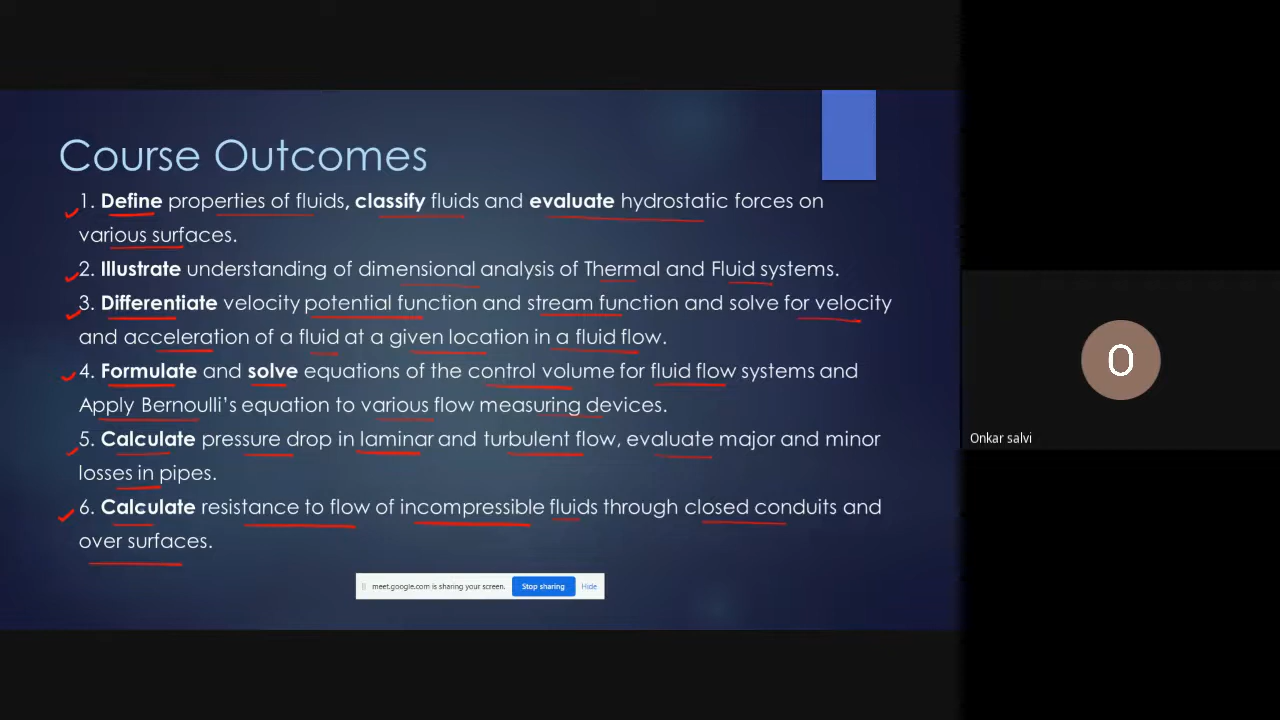 Course Outcomes
1. Define properties of fluids, classify fluids and evaluate hydrostatic forces on
various surfaces.
2. Illustrate understanding of dimensional analysis of Thermal and Fluid systems.
3. Differentiate velocity potential function and stream function and solve for velocity
and acceleration of a fluid at a given location in a fluid flow.
4. Formulate and solve equations of the control volume for fluid flow systems and
Apply Bernoulli's equation to various flow measuring devices.
5. Calculate pressure drop in laminar and turbulent flow, evaluate major and minor
losses in pipes.
6. Calculate resistance to flow of incompressible fluids through closed conduits and
over surfaces.
meet.google.com is sharing your screen. Stop sharing Hide
O
Onkar salvi